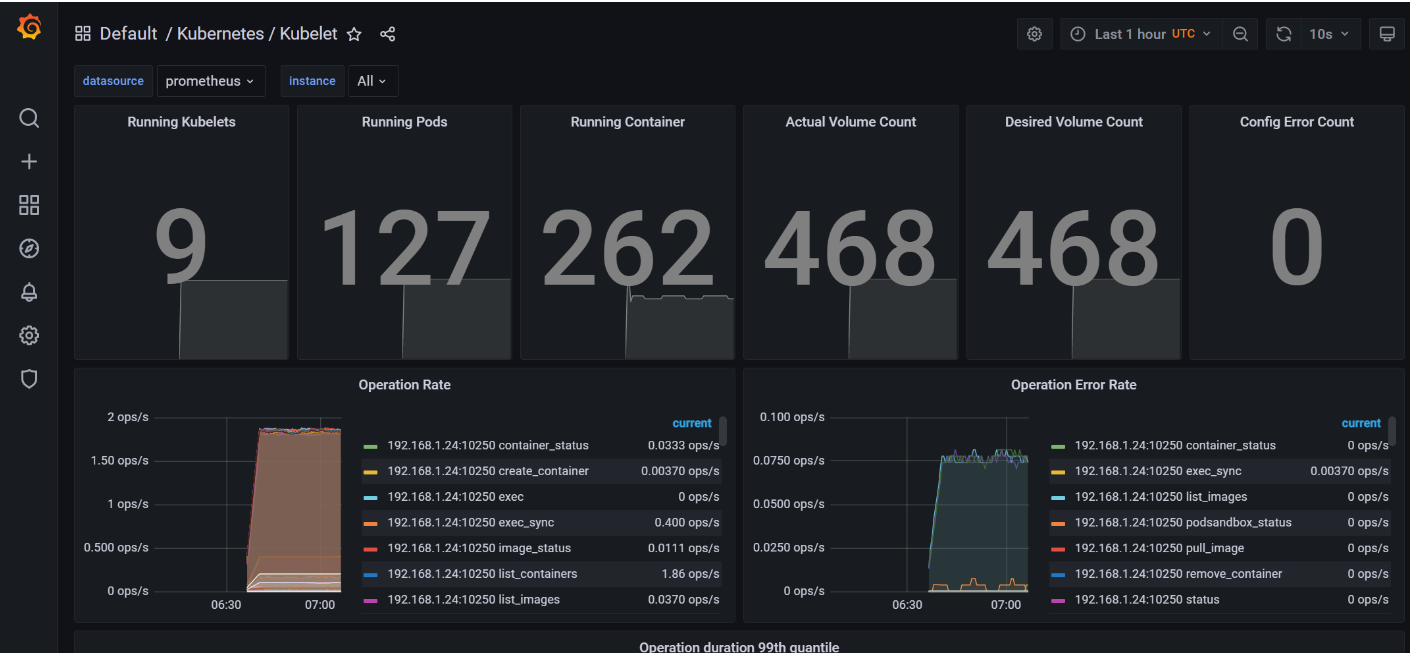 Default / Kubernetes / Kubelet
Last 1 hour UTC
10s
datasource prometheus instance All
Running Kubelets
9
Running Pods
127
Running Container
262
Actual Volume Count
468
Desired Volume Count
468
Config Error Count
0
Operation Rate
2 ops/s
1.50 ops/s
1 ops/s
0.500 ops/s
0 ops/s
06:30 07:00
current
192.168.1.24:10250 container_status 0.0333 ops/s
192.168.1.24:10250 create_container 0.00370 ops/s
192.168.1.24:10250 exec 0 ops/s
192.168.1.24:10250 exec_sync 0.400 ops/s
192.168.1.24:10250 image_status 0.0111 ops/s
192.168.1.24:10250 list_containers 1.86 ops/s
192.168.1.24:10250 list_images 0.0370 ops/s
Operation Error Rate
0.100 ops/s
0.0750 ops/s
0.0500 ops/s
0.0250 ops/s
0 ops/s
06:30 07:00
current
192.168.1.24:10250 container_status 0 ops/s
192.168.1.24:10250 exec_sync 0.00370 ops/s
192.168.1.24:10250 list_images 0 ops/s
192.168.1.24:10250 podsandbox_status 0 ops/s
192.168.1.24:10250 pull_image 0 ops/s
192.168.1.24:10250 remove_container 0 ops/s
192.168.1.24:10250 status 0 ops/s
Operation duration 99th quantile